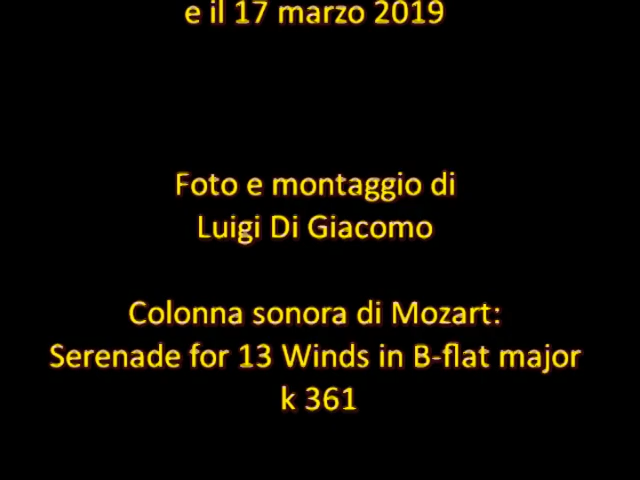 e il 17 marzo 2019
Foto e montaggio di
Luigi Di Giacomo
Colonna sonora di Mozart:
Serenade for 13 Winds in B-flat major
k 361